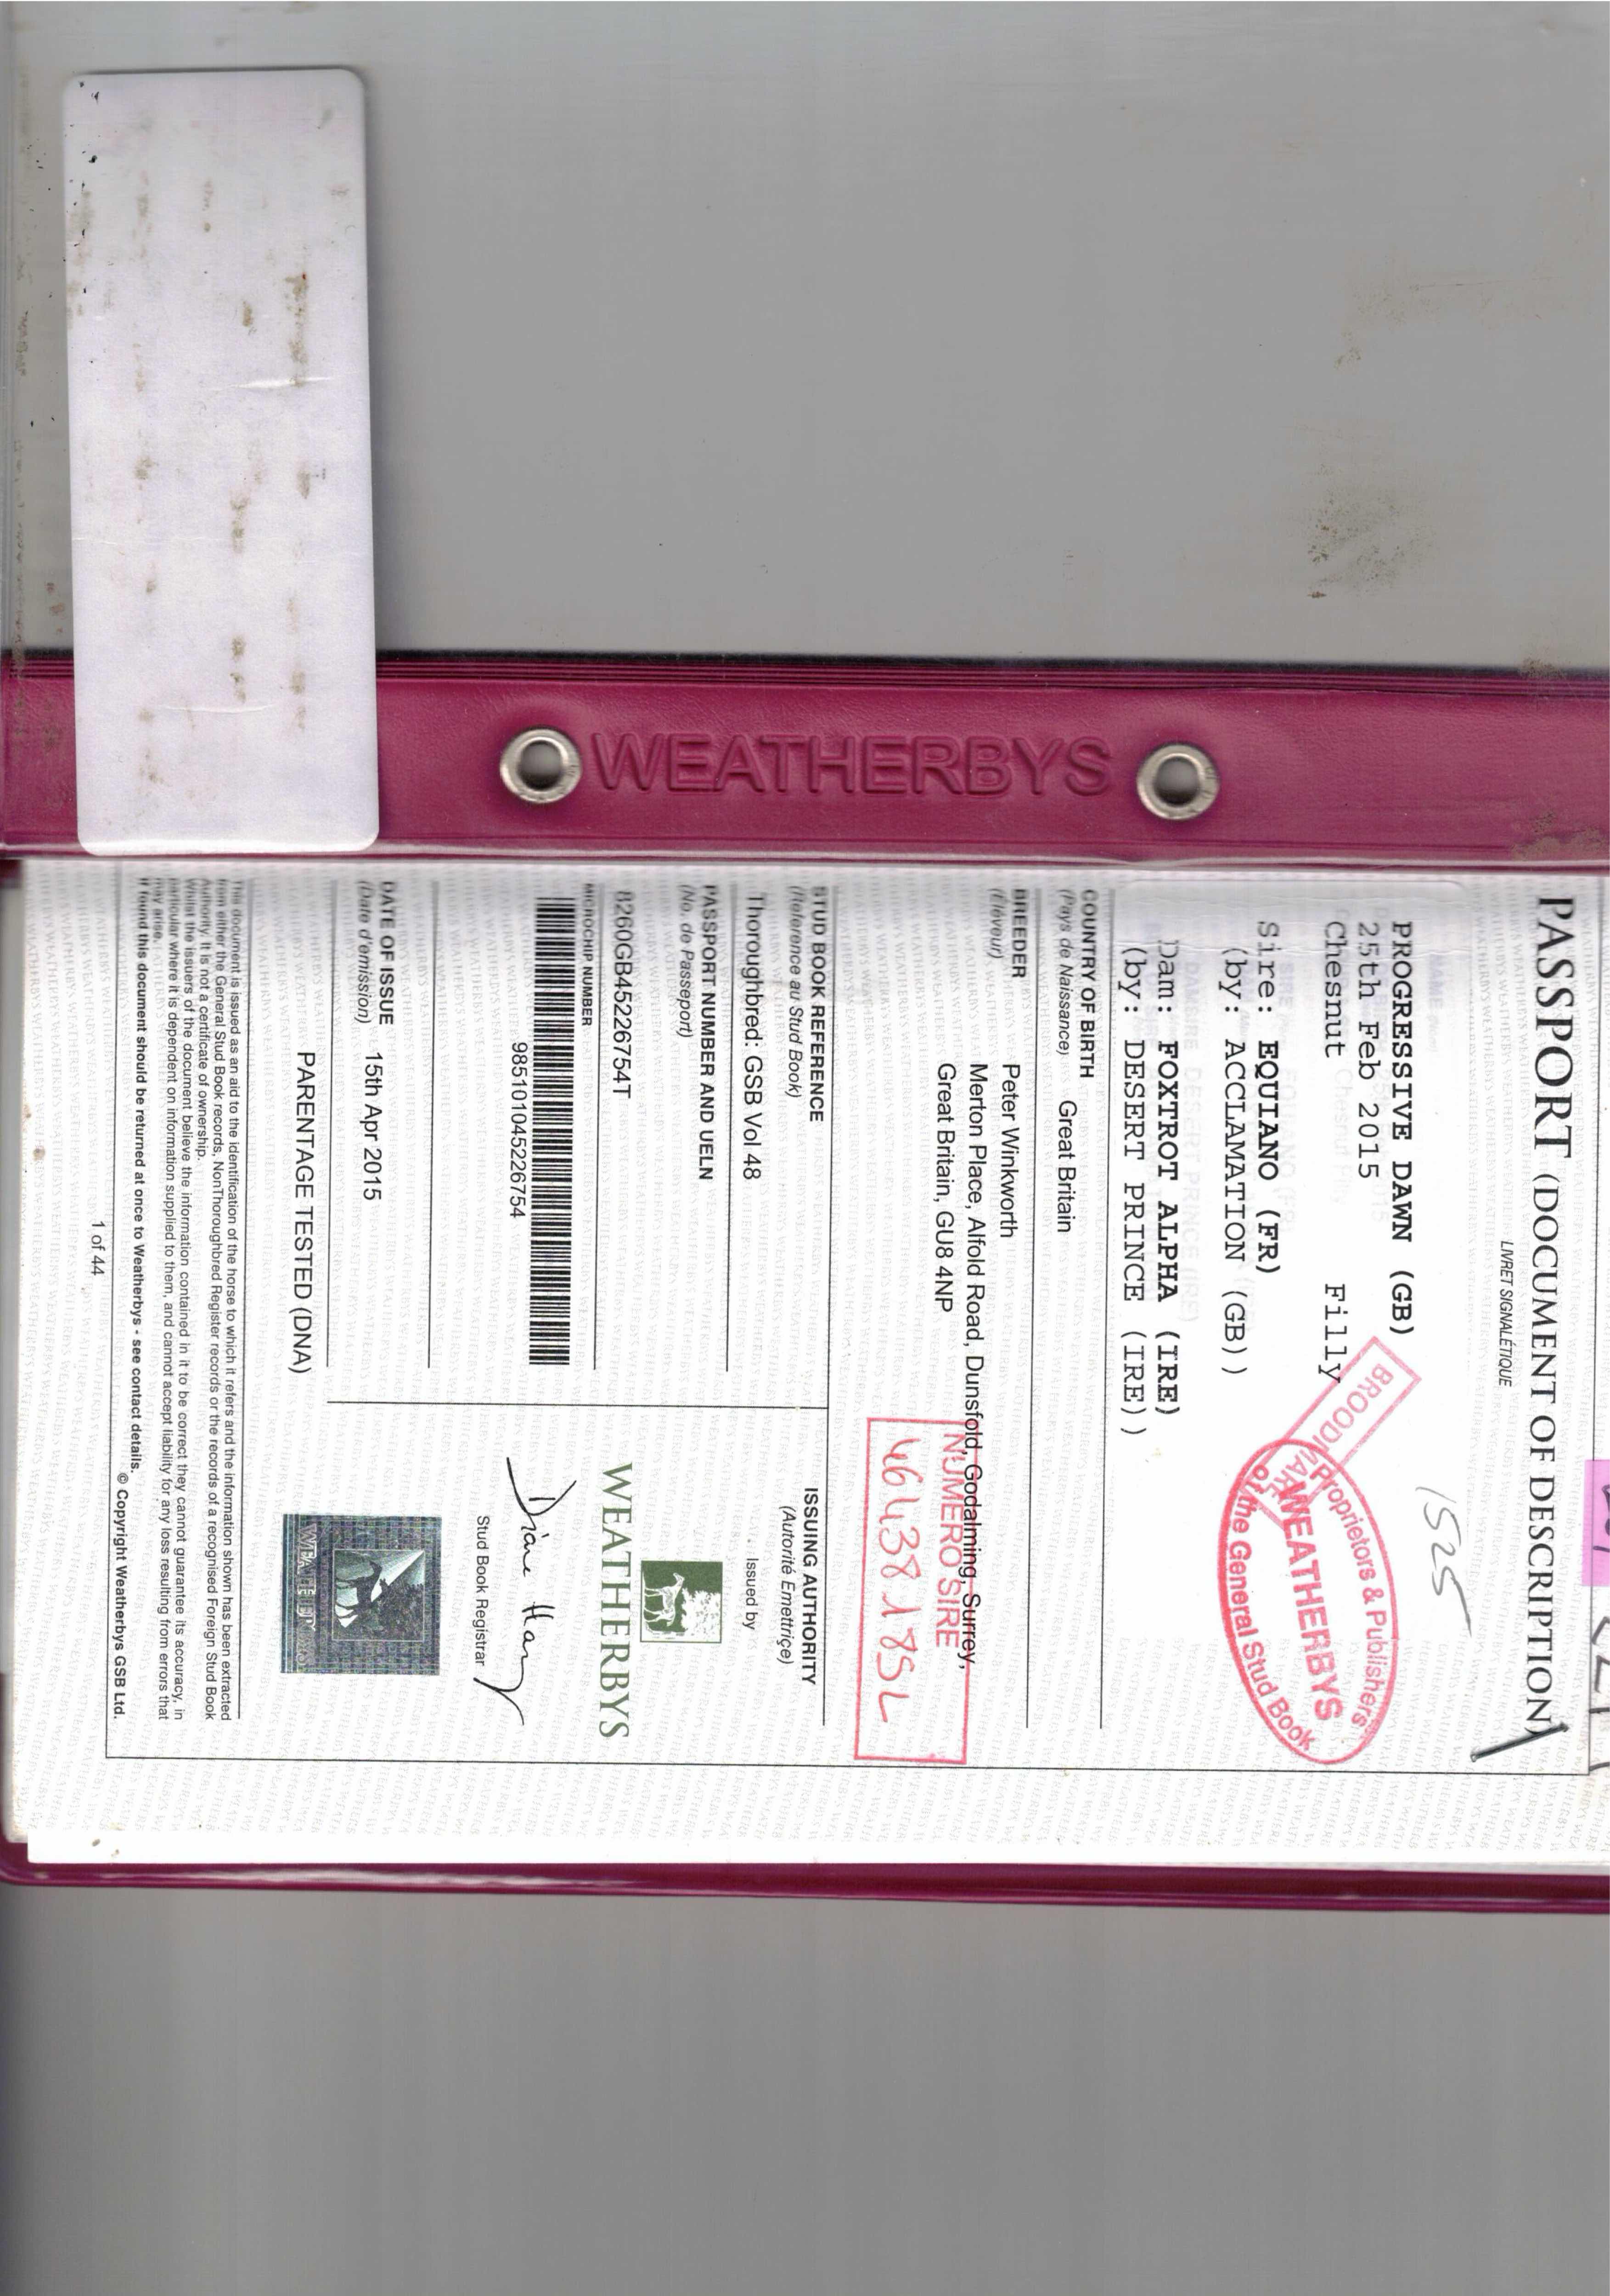 WEATHERBYS
PASSPORT (DOCUMENT OF DESCRIPTION)
LIVRET SIGNALÉTIQUE
1525
PROGRESSIVE DAWN (GB)
25th Feb 2015
Chesnut Filly
Sire: EQUIANO (FR)
(by: ACCLAMATION (GB))
Dam: FOXTROT ALPHA (IRE)
(by: DESERT PRINCE (IRE))
BROODMARE
Proprietors & Publishers
WEATHERBYS
of the General Stud Book
COUNTRY OF BIRTH Great Britain
(Pays de Naissance)
BREEDER Peter Winkworth
(Éleveur) Merton Place, Alfold Road, Dunsfold, Godalming, Surrey,
Great Britain, GU8 4NP
NUMERO SIRE
46438185L
STUD BOOK REFERENCE
(Reference au Stud Book)
Thoroughbred: GSB Vol 48
PASSPORT NUMBER AND UELN
(No. de Passeport)
8260GB45226754T
MICROCHIP NUMBER
985101045226754
DATE OF ISSUE 15th Apr 2015
(Date d'emission)
PARENTAGE TESTED (DNA)
ISSUING AUTHORITY
(Autorité Emettriçe)
Issued by
WEATHERBYS
Stud Book Registrar
WEATHERBYS
This document is issued as an aid to the identification of the horse to which it refers and the information shown has been extracted
from either the General Stud Book records, NonThoroughbred Register records or the records of a recognised Foreign Stud Book
Authority. It is not a certificate of ownership.
Whilst the issuers of the document believe the information contained in it to be correct they cannot guarantee its accuracy, in
particular where it is dependent on information supplied to them, and cannot accept liability for any loss resulting from errors that
may arise.
If found this document should be returned at once to Weatherbys - see contact details.
© Copyright Weatherbys GSB Ltd.
1 of 44